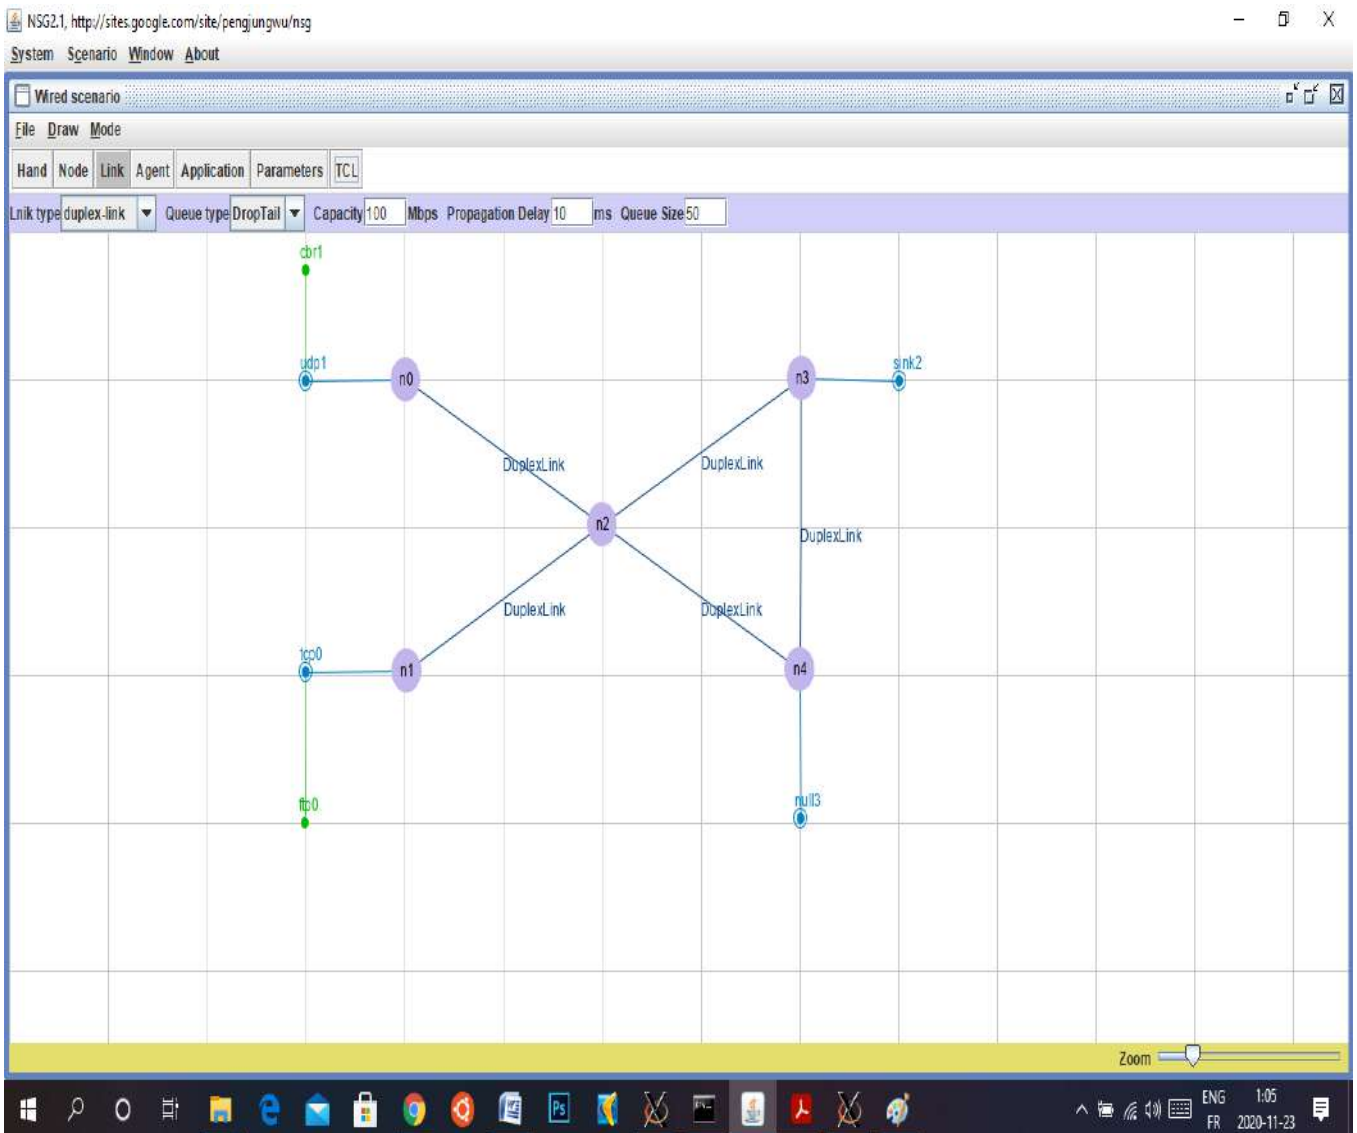 NSG2.1, http://sites.google.com/site/pengjungwu/nsg
System Scenario Window About
Wired scenario
File Draw Mode
Hand Node Link Agent Application Parameters TCL
Lnik type duplex-link Queue type DropTail Capacity 100 Mbps Propagation Delay 10 ms Queue Size 50
cbr1
udp1 n0 n3 sink2
DuplexLink DuplexLink
n2
DuplexLink
DuplexLink DuplexLink
tcp0 n1 n4
ftp0 null3
Zoom
Ps
ENG 1:05
FR 2020-11-23